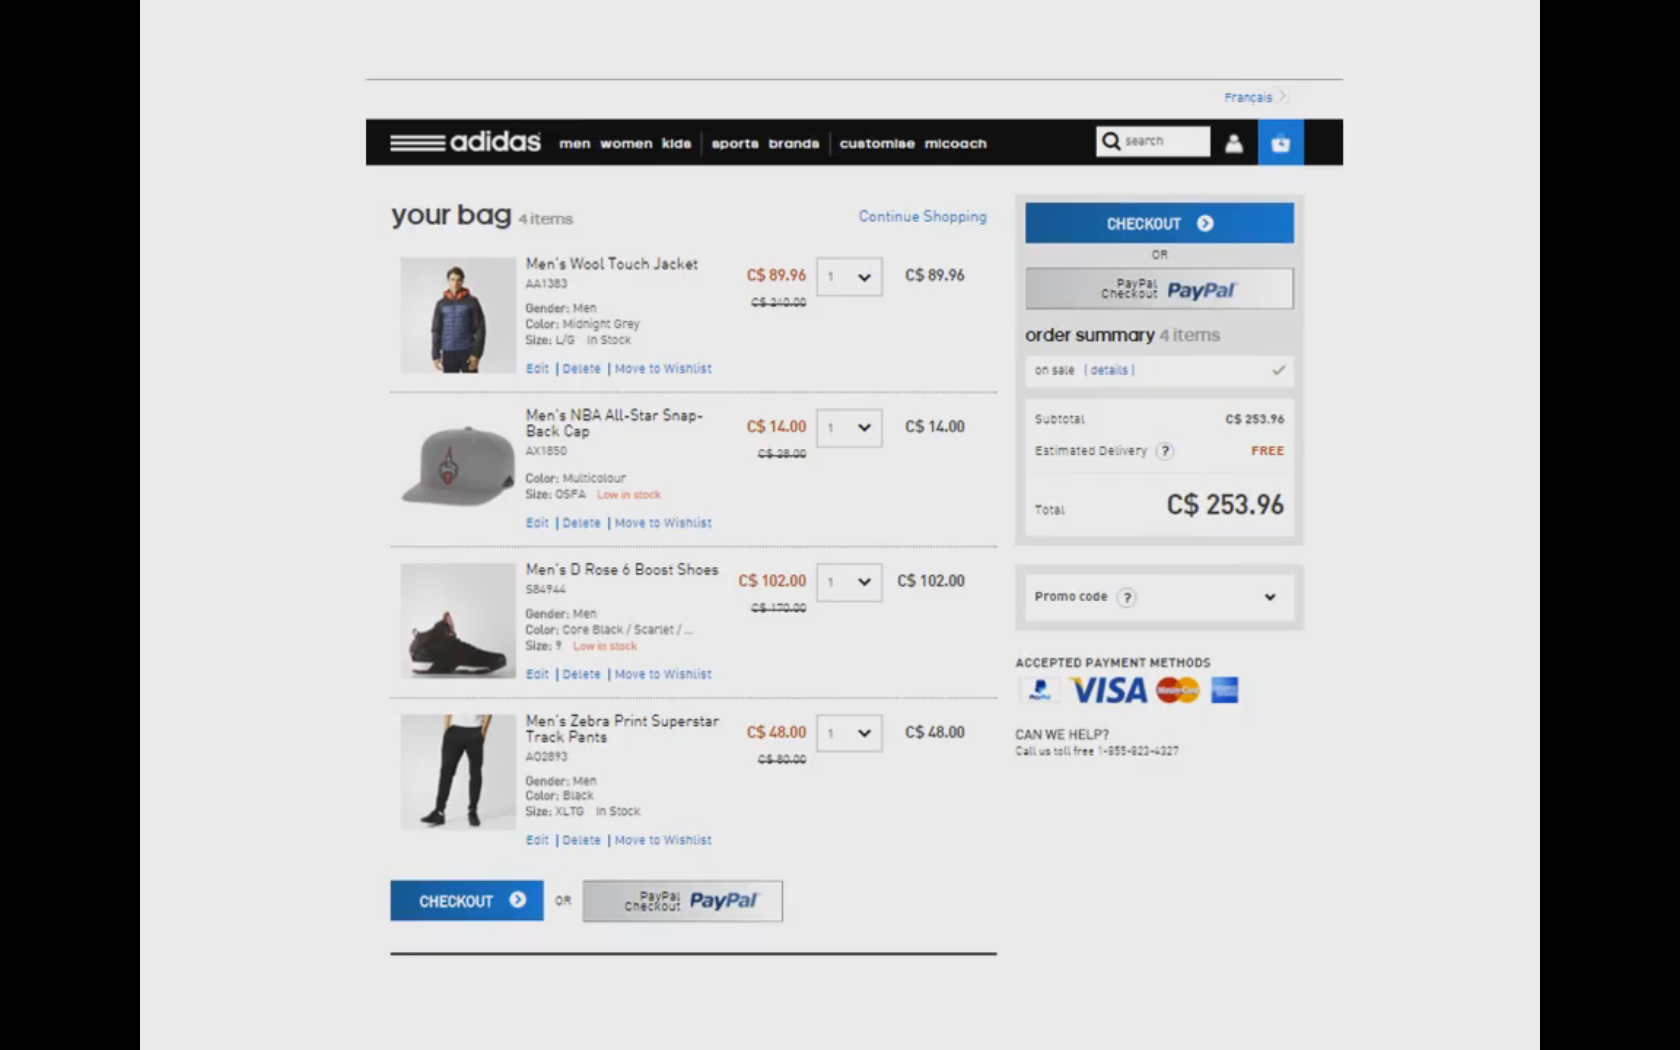 Français
adidas men women kids sports brands customise micoach search
your bag 4 items
Continue Shopping
Men's Wool Touch Jacket
AA1383
Gender: Men
Color: Midnight Grey
Size: L/G In Stock
Edit | Delete | Move to Wishlist
C$ 89.96 1 C$ 89.96
C$ 240.00
Men's NBA All-Star Snap-
Back Cap
AX1850
Color: Multicolour
Size: OSFA Low in stock
Edit | Delete | Move to Wishlist
C$ 14.00 1 C$ 14.00
C$ 28.00
Men's D Rose 6 Boost Shoes
S84944
Gender: Men
Color: Core Black / Scarlet / ...
Size: 9 Low in stock
Edit | Delete | Move to Wishlist
C$ 102.00 1 C$ 102.00
C$ 170.00
Men's Zebra Print Superstar
Track Pants
AO2893
Gender: Men
Color: Black
Size: XLTG In Stock
Edit | Delete | Move to Wishlist
C$ 48.00 1 C$ 48.00
C$ 80.00
CHECKOUT OR PayPal
Checkout PayPal
CHECKOUT
OR
PayPal
Checkout PayPal
order summary 4 items
on sale [ details ]
Subtotal C$ 253.96
Estimated Delivery ? FREE
Total C$ 253.96
Promo code ?
ACCEPTED PAYMENT METHODS
PayPal VISA MasterCard
CAN WE HELP?
Call us toll free 1-855-823-4327